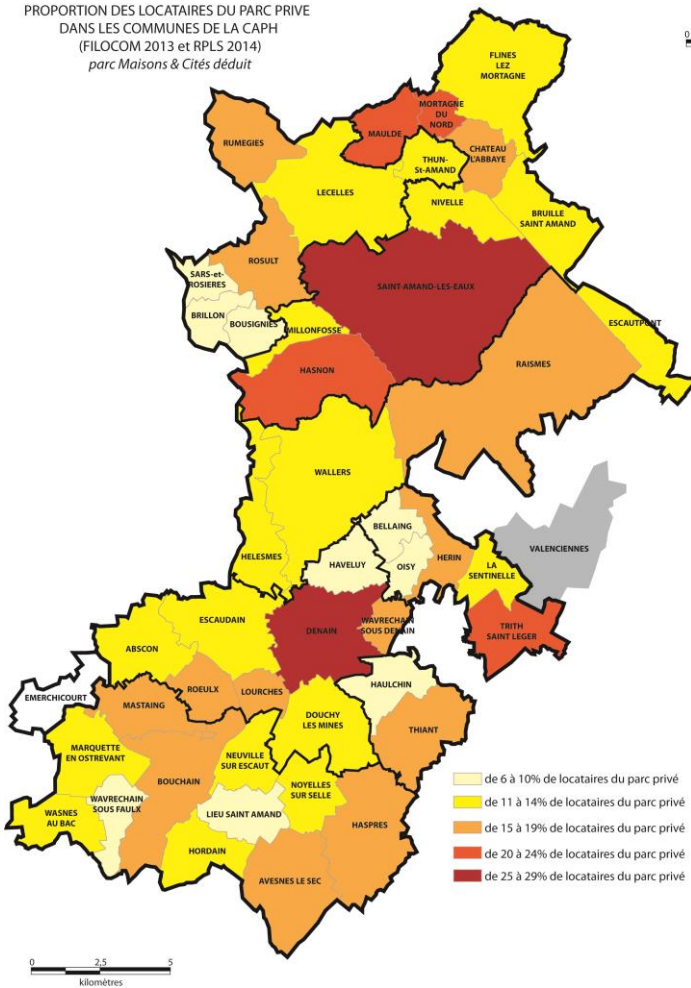 PROPORTION DES LOCATAIRES DU PARC PRIVE
DANS LES COMMUNES DE LA CAPH
(FILOCOM 2013 et RPLS 2014)
parc Maisons & Cités déduit
0
FLINES
LEZ
MORTAGNE
MORTAGNE
DU
NORD
MAULDE
RUMEGIES
THUN-
St-AMAND
CHATEAU
L'ABBAYE
LECELLES
NIVELLE
BRUILLE
SAINT AMAND
ROSULT
SARS-et-
ROSIERES
SAINT-AMAND-LES-EAUX
BRILLON
BOUSIGNIES
MILLONFOSSE
ESCAUTPONT
HASNON
RAISMES
WALLERS
BELLAING
VALENCIENNES
HELESMES
HAVELUY
OISY
HERIN
LA
SENTINELLE
ESCAUDAIN
DENAIN
WAVRECHAIN
SOUS DENAIN
TRITH
SAINT LEGER
ABSCON
HAULCHIN
EMERCHICOURT
MASTAING
ROEULX
LOURCHES
DOUCHY
LES MINES
THIANT
MARQUETTE
EN OSTREVANT
BOUCHAIN
NEUVILLE
SUR ESCAUT
NOYELLES
SUR SELLE
WAVRECHAIN
SOUS FAULX
WASNES
AU BAC
LIEU SAINT AMAND
HASPRES
HORDAIN
AVESNES LE SEC
de 6 à 10% de locataires du parc privé
de 11 à 14% de locataires du parc privé
de 15 à 19% de locataires du parc privé
de 20 à 24% de locataires du parc privé
de 25 à 29% de locataires du parc privé
0 2,5 5
kilomètres